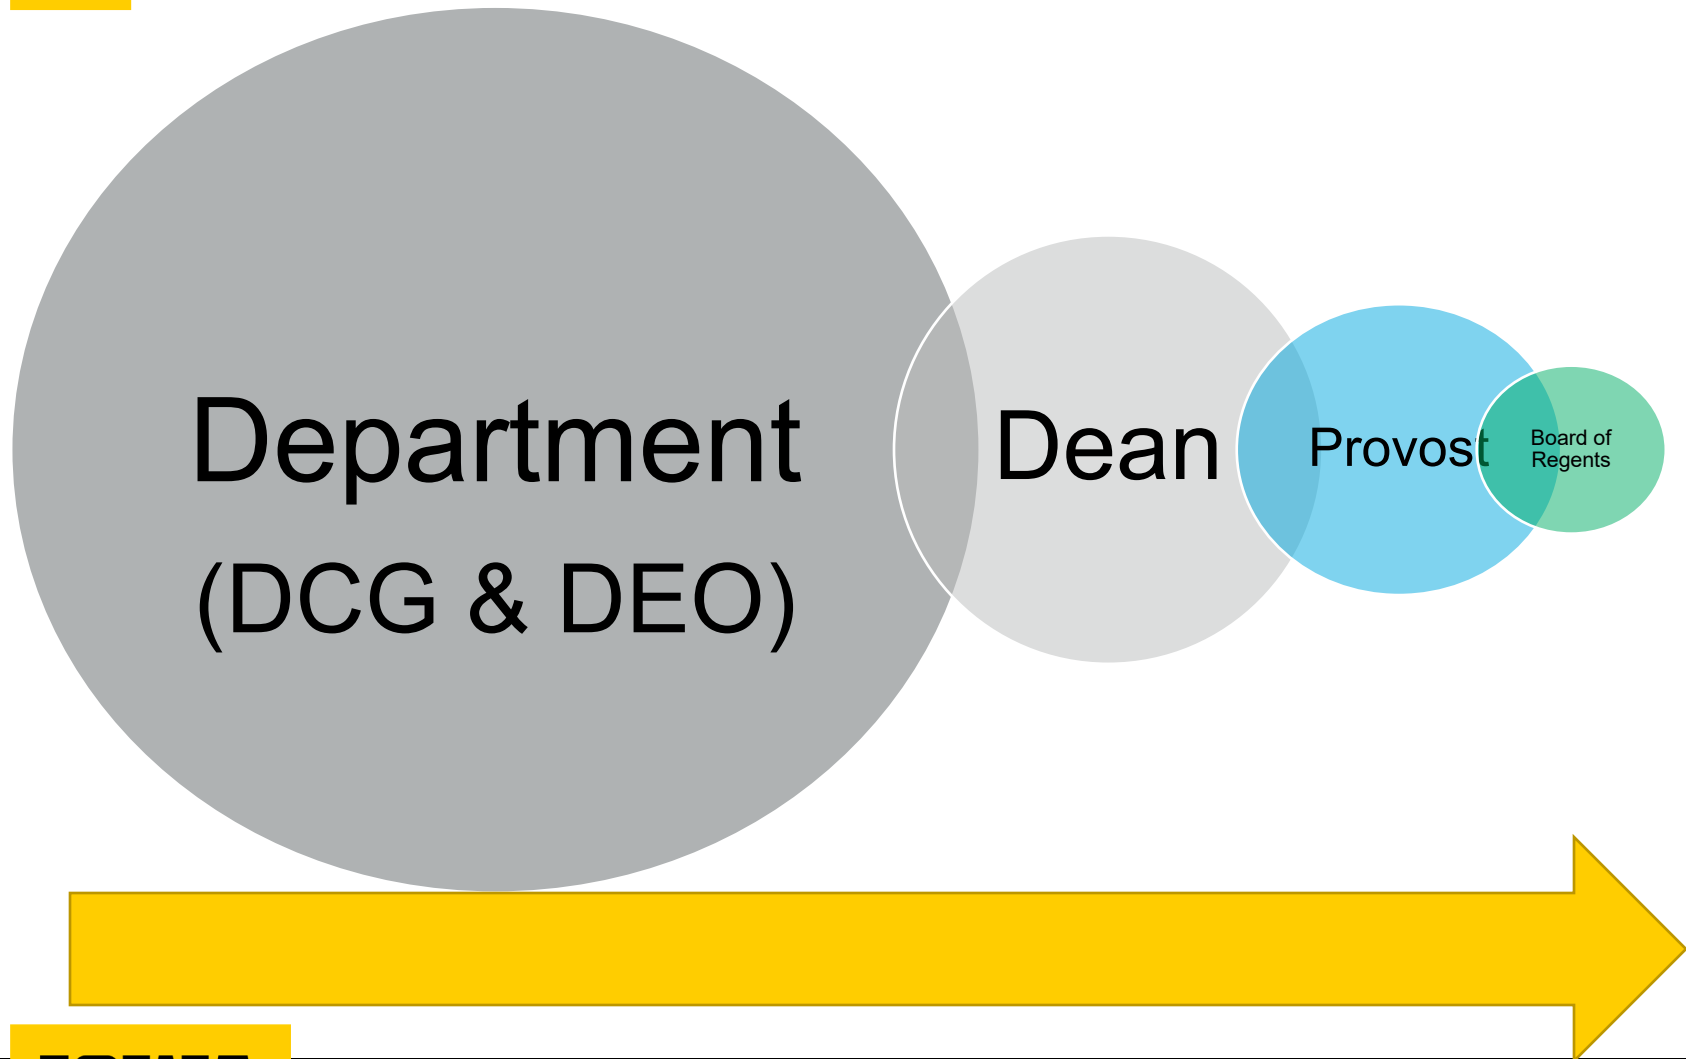 Department
(DCG & DEO)
Dean
Provost
Board of
Regents